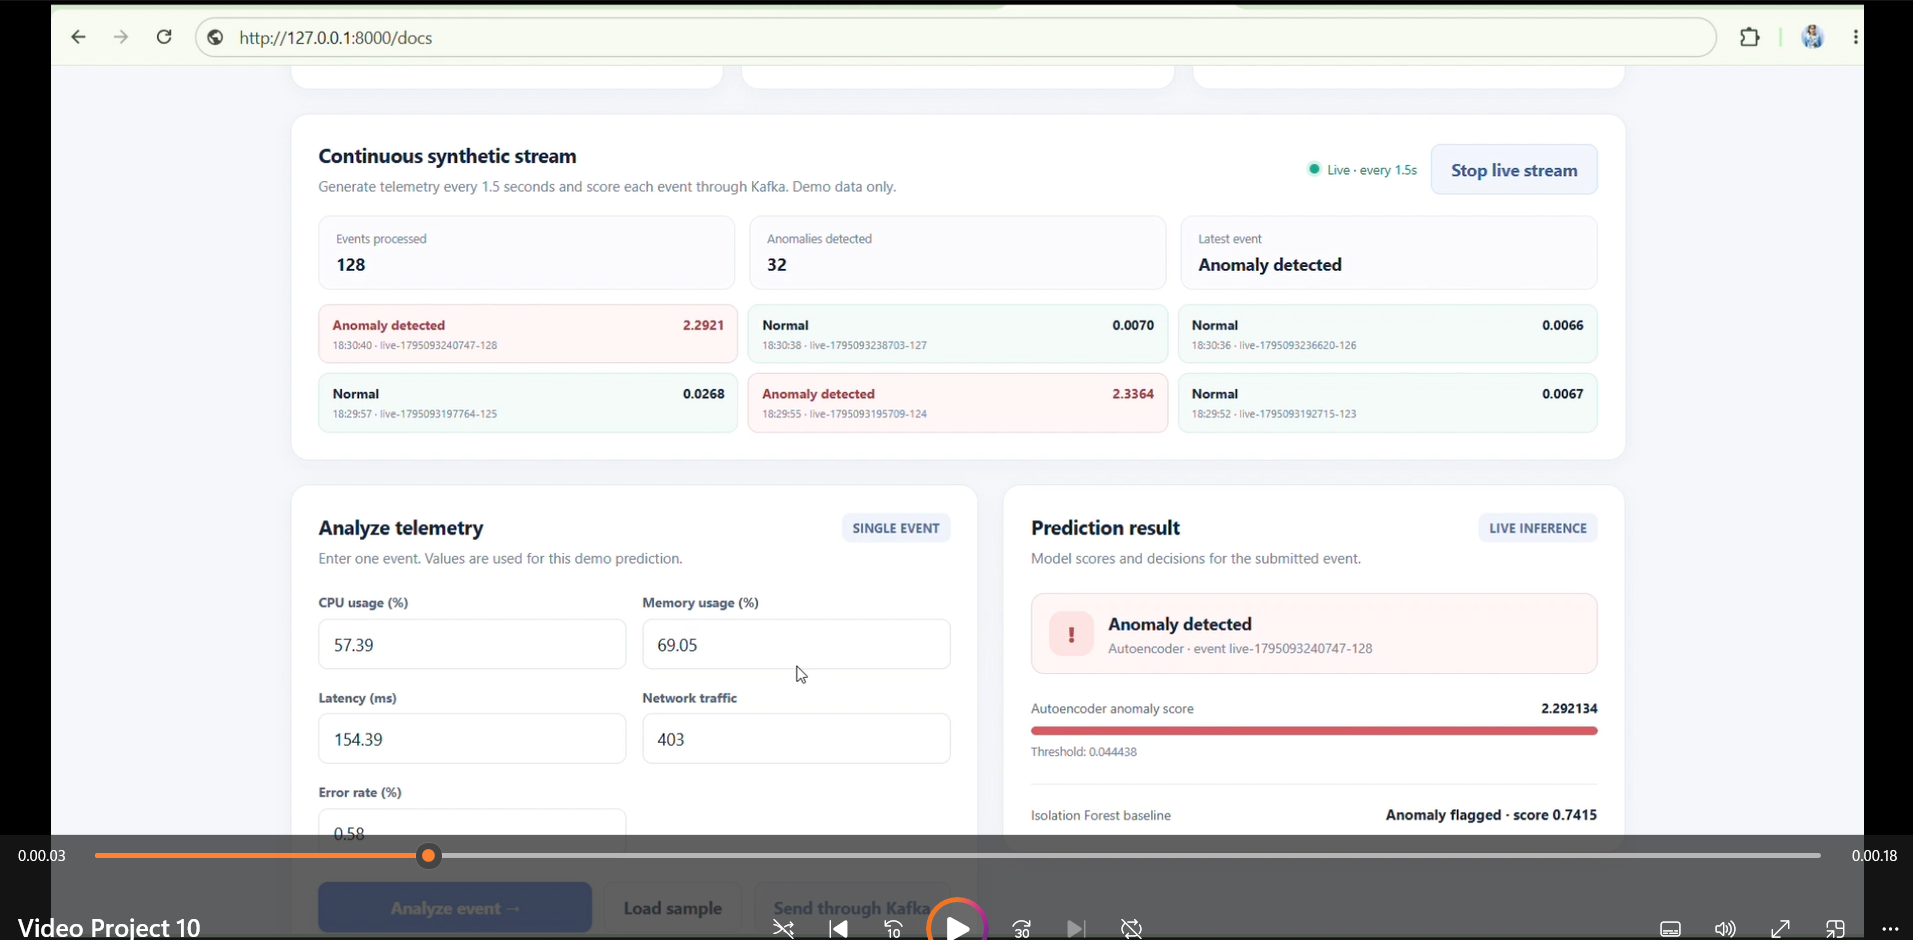 http://127.0.0.1:8000/docs
Continuous synthetic stream
Generate telemetry every 1.5 seconds and score each event through Kafka. Demo data only.
Live · every 1.5s
Stop live stream
Events processed
128
Anomalies detected
32
Latest event
Anomaly detected
Anomaly detected 2.2921
18:30:40 · live-1795093240747-128
Normal 0.0070
18:30:38 · live-1795093238703-127
Normal 0.0066
18:30:36 · live-1795093236620-126
Normal 0.0268
18:29:57 · live-1795093197764-125
Anomaly detected 2.3364
18:29:55 · live-1795093195709-124
Normal 0.0067
18:29:52 · live-1795093192715-123
Analyze telemetry
SINGLE EVENT
Enter one event. Values are used for this demo prediction.
CPU usage (%)
57.39
Memory usage (%)
69.05
Latency (ms)
154.39
Network traffic
403
Error rate (%)
0.58
Analyze event →
Load sample
Send through Kafka
Prediction result
LIVE INFERENCE
Model scores and decisions for the submitted event.
!
Anomaly detected
Autoencoder · event live-1795093240747-128
Autoencoder anomaly score 2.292134
Threshold: 0.044438
Isolation Forest baseline Anomaly flagged · score 0.7415
0.00.03
0.00.18
Video Project 10
10
30